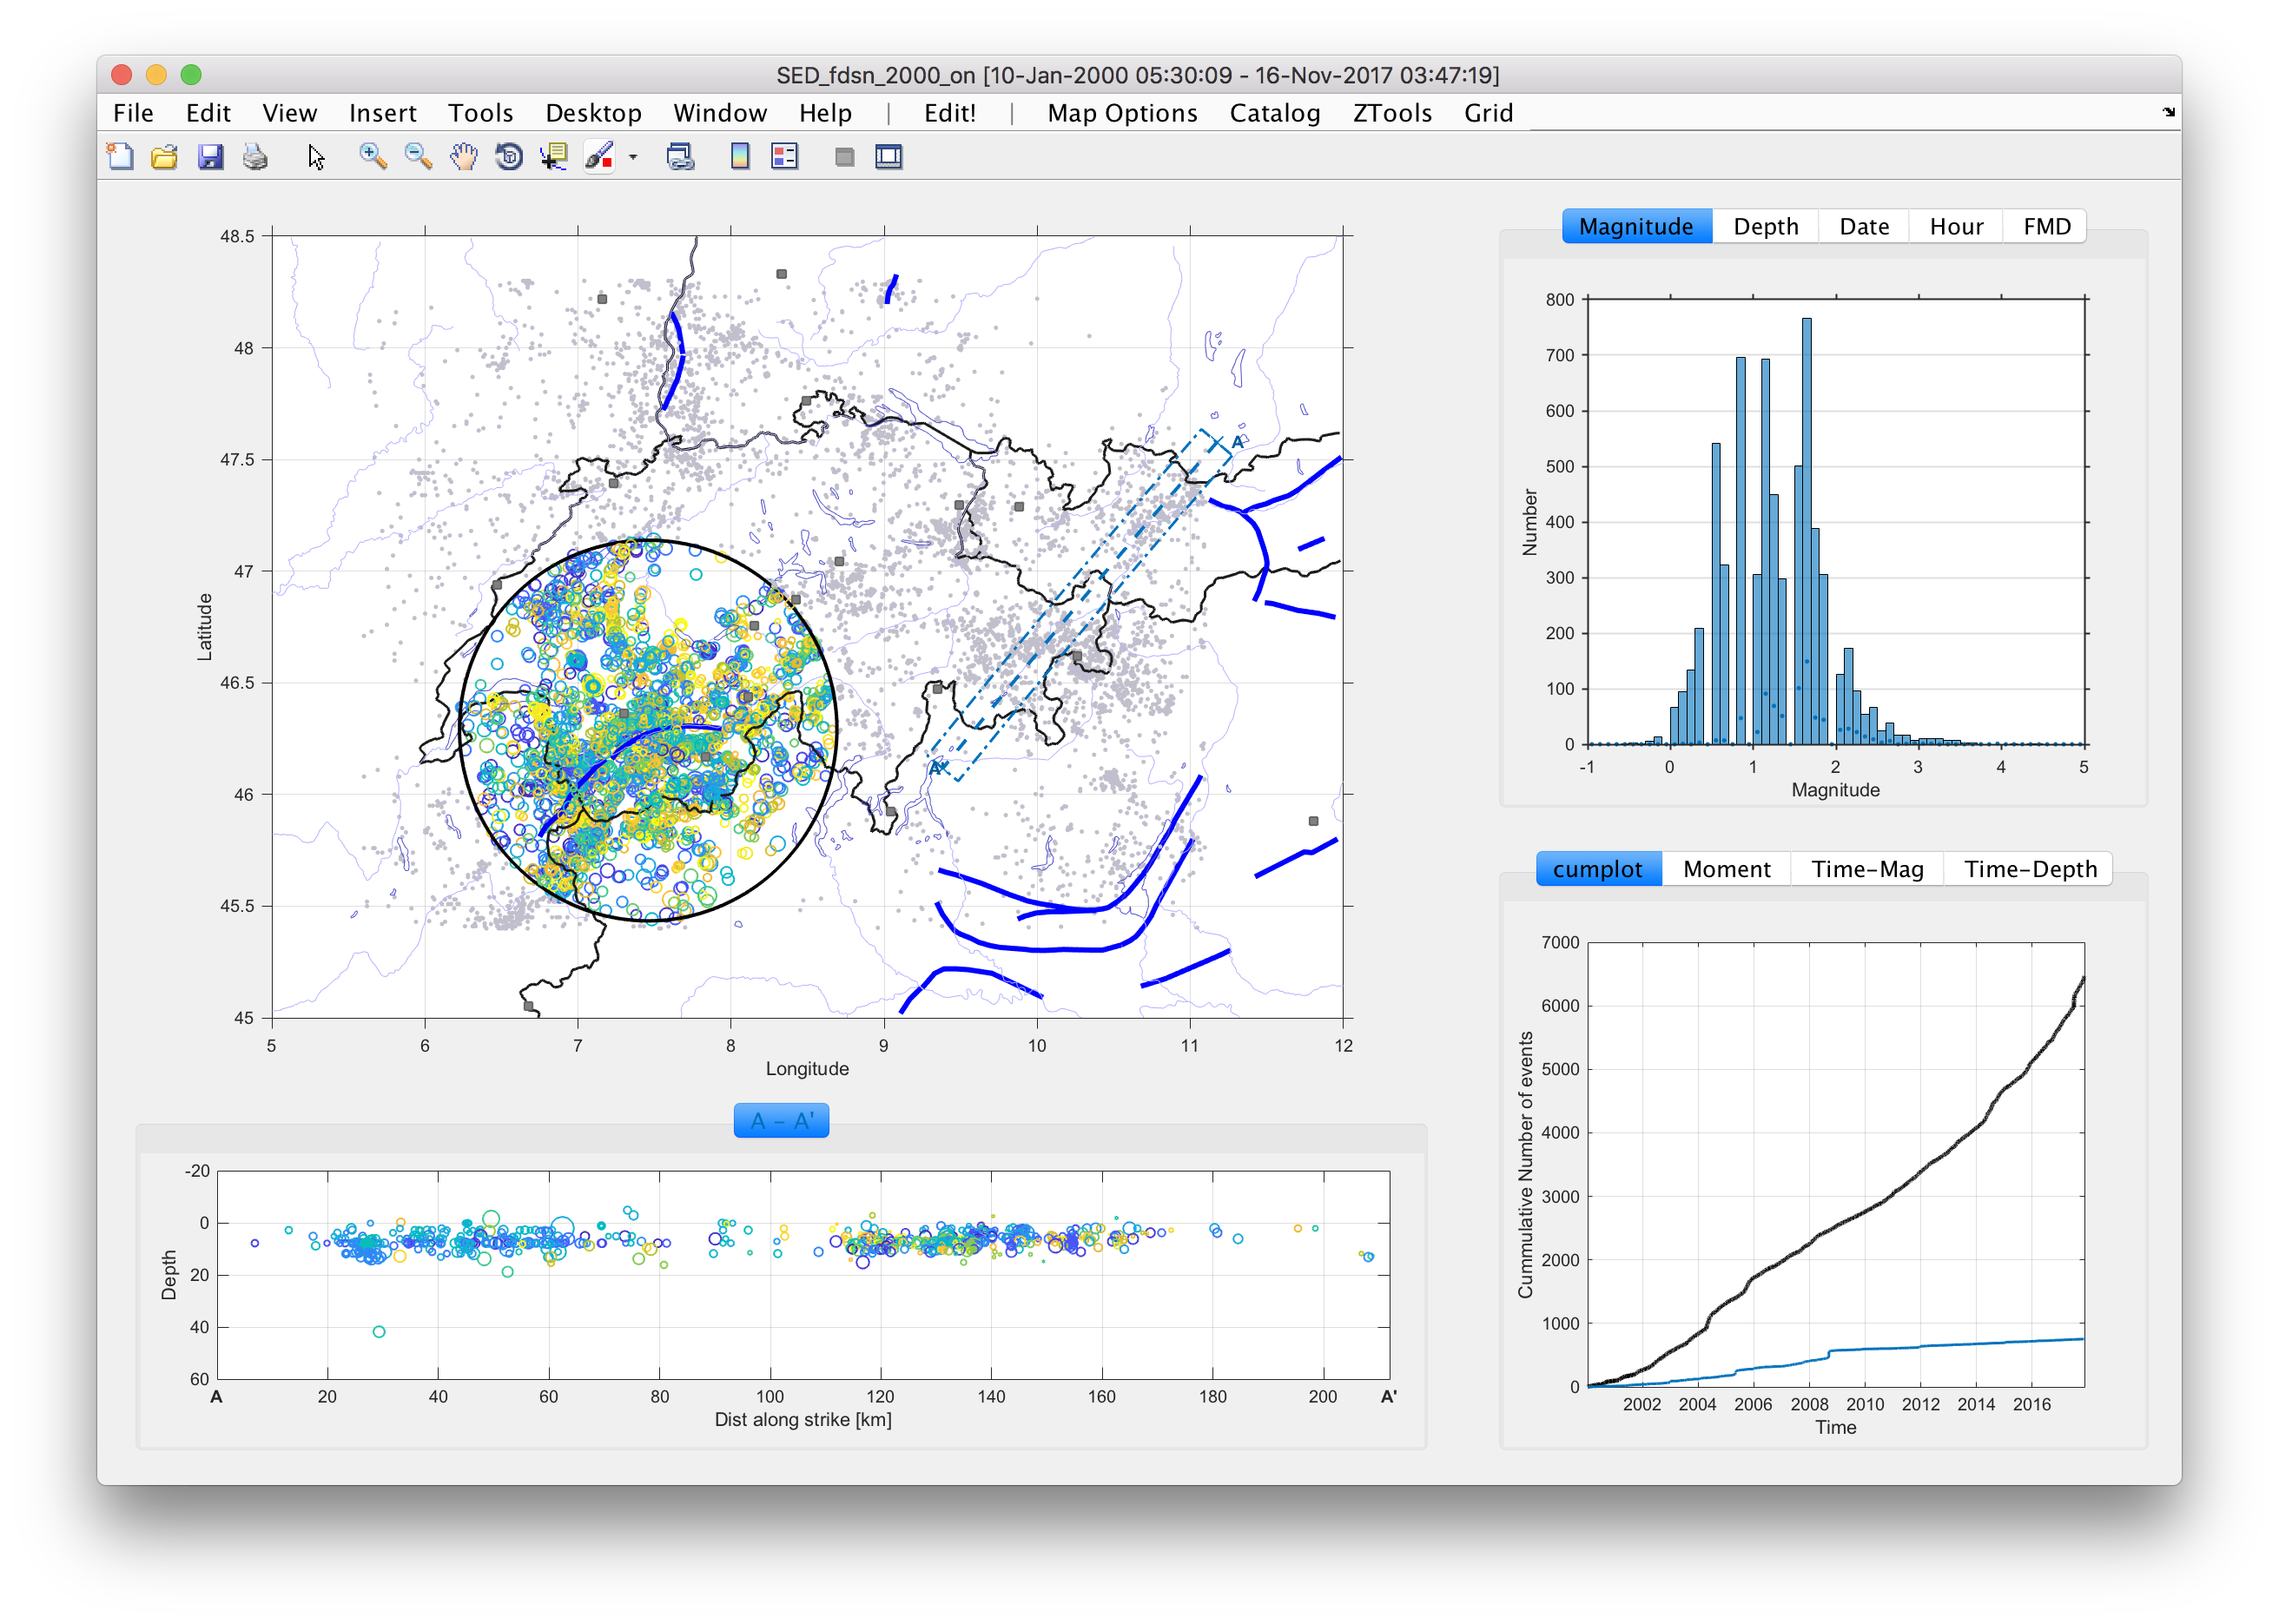 SED_fdsn_2000_on [10-Jan-2000 05:30:09 - 16-Nov-2017 03:47:19]
File Edit View Insert Tools Desktop Window Help | Edit! | Map Options Catalog ZTools Grid
48.5
48
47.5
47
46.5
46
45.5
45
Latitude
5 6 7 8 9 10 11 12
Longitude
A
A'
Magnitude Depth Date Hour FMD
800
700
600
500
400
300
200
100
0
Number
-1 0 1 2 3 4 5
Magnitude
A - A'
-20
0
20
40
60
Depth
A 20 40 60 80 100 120 140 160 180 200 A'
Dist along strike [km]
cumplot Moment Time-Mag Time-Depth
7000
6000
5000
4000
3000
2000
1000
0
Cummulative Number of events
2002 2004 2006 2008 2010 2012 2014 2016
Time